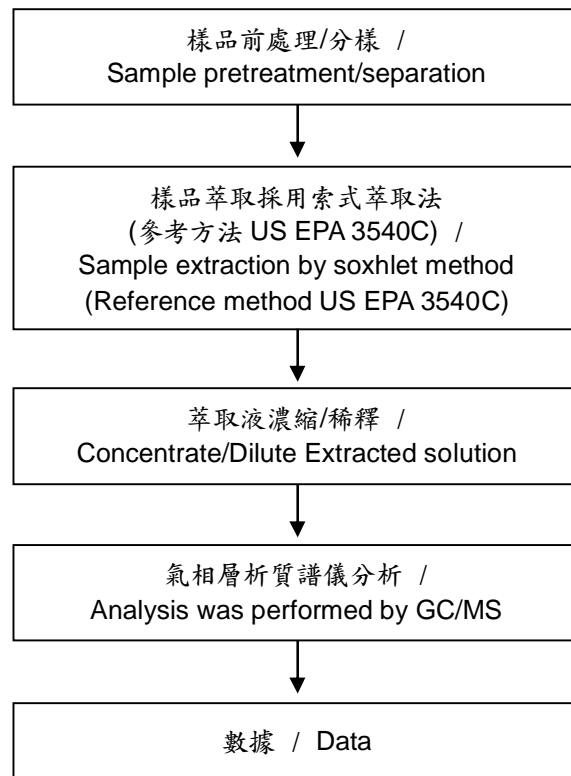 樣品前處理/分樣 /
Sample pretreatment/separation
樣品萃取採用索式萃取法
(參考方法 US EPA 3540C) /
Sample extraction by soxhlet method
(Reference method US EPA 3540C)
萃取液濃縮/稀釋 /
Concentrate/Dilute Extracted solution
氣相層析質譜儀分析 /
Analysis was performed by GC/MS
數據 / Data